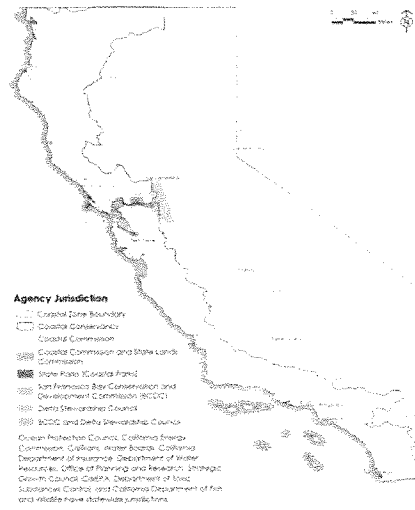 Miles
N
Agency Jurisdiction
Coastal Zone Boundary
Coastal Conservancy
Coastal Commission
Coastal Commission and State Lands
Commission
State Parks (Coastal Parks)
San Francisco Bay Conservation and
Development Commission (BCDC)
Delta Stewardship Council
BCDC and Delta Stewardship Council
Ocean Protection Council, California Energy
Commission, CalTrans, Water Boards, California
Department of Insurance, Department of Water
Resources, Office of Planning and Research, Strategic
Growth Council, CalEPA, Department of Toxic
Substances Control, and California Department of Fish
and Wildlife have statewide jurisdictions.